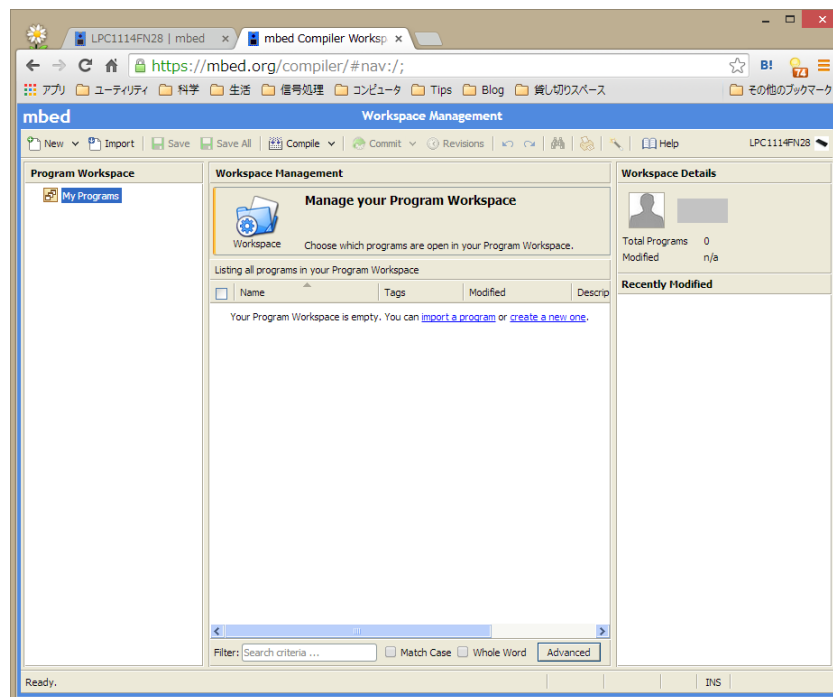 LPC1114FN28 | mbed × mbed Compiler Worksp ×
https://mbed.org/compiler/#nav:/; B! 74
アプリ ユーティリティ 科学 生活 信号処理 コンピュータ Tips Blog 貸し切りスペース その他のブックマーク
mbed Workspace Management
New Import Save Save All Compile Commit Revisions Help LPC1114FN28
Program Workspace
My Programs
Workspace Management
Manage your Program Workspace
Workspace Choose which programs are open in your Program Workspace.
Listing all programs in your Program Workspace
Name Tags Modified Descrip
Your Program Workspace is empty. You can import a program or create a new one.
Filter: Search criteria ... Match Case Whole Word Advanced
Workspace Details
Total Programs 0
Modified n/a
Recently Modified
Ready. INS